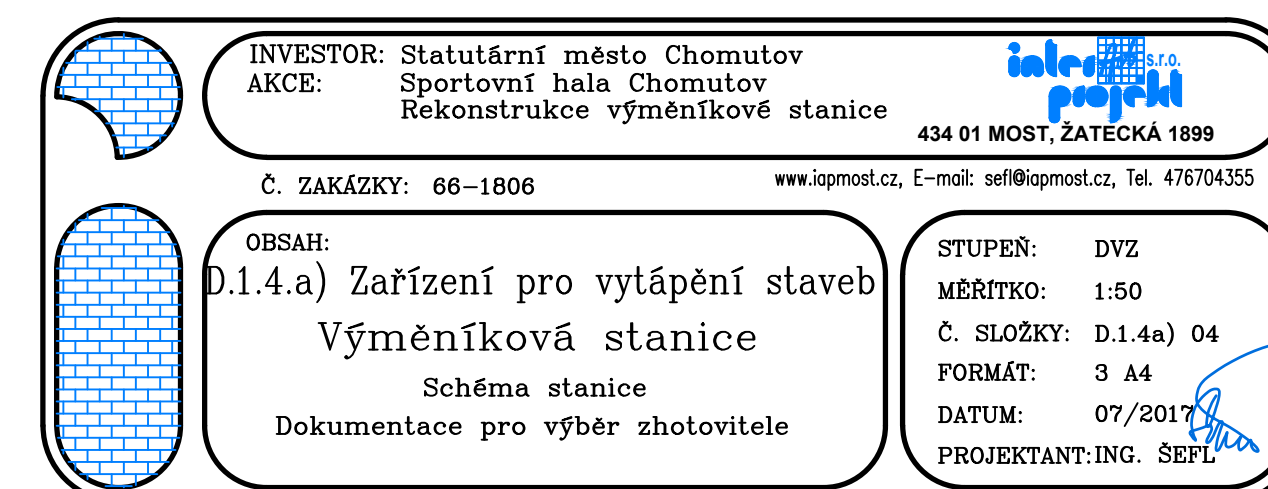 INVESTOR: Statutární město Chomutov
AKCE: Sportovní hala Chomutov
Rekonstrukce výměníkové stanice
inter s.r.o.
projekt
434 01 MOST, ŽATECKÁ 1899
Č. ZAKÁZKY: 66-1806
www.iapmost.cz, E-mail: sefl@iapmost.cz, Tel. 476704355
OBSAH:
D.1.4.a) Zařízení pro vytápění staveb
Výměníková stanice
Schéma stanice
Dokumentace pro výběr zhotovitele
STUPEŇ: DVZ
MĚŘÍTKO: 1:50
Č. SLOŽKY: D.1.4a) 04
FORMÁT: 3 A4
DATUM: 07/2017
PROJEKTANT: ING. ŠEFL